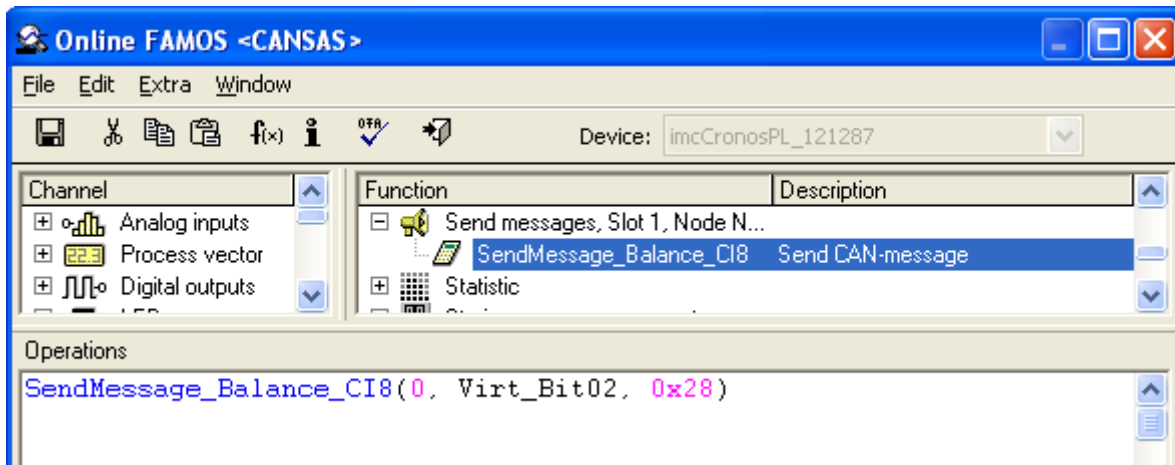 Online FAMOS <CANSAS>
File Edit Extra Window
f(x) i OFA Device: imcCronosPL_121287
Channel Function Description
Analog inputs Send messages, Slot 1, Node N...
22.3 Process vector SendMessage_Balance_CI8 Send CAN-message
Digital outputs Statistic
Operations
SendMessage_Balance_CI8(0, Virt_Bit02, 0x28)